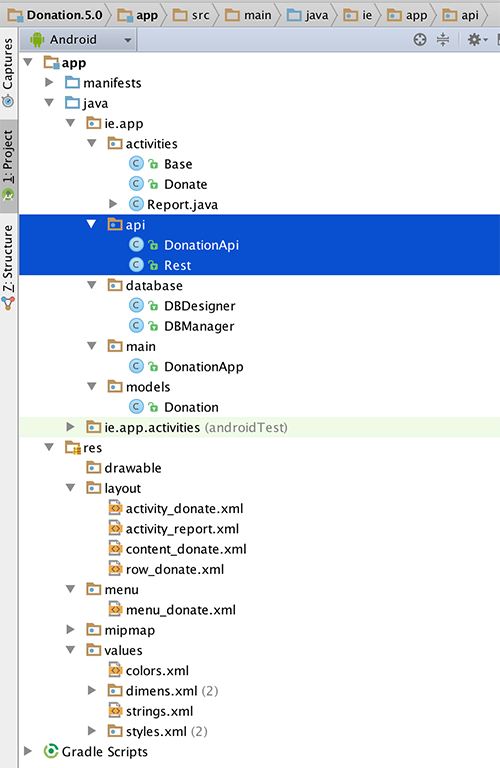 Donation.5.0 app src main java ie app api
Android
Captures
1: Project
Z: Structure
app
manifests
java
ie.app
activities
Base
Donate
Report.java
api
DonationApi
Rest
database
DBDesigner
DBManager
main
DonationApp
models
Donation
ie.app.activities (androidTest)
res
drawable
layout
activity_donate.xml
activity_report.xml
content_donate.xml
row_donate.xml
menu
menu_donate.xml
mipmap
values
colors.xml
dimens.xml (2)
strings.xml
styles.xml (2)
Gradle Scripts